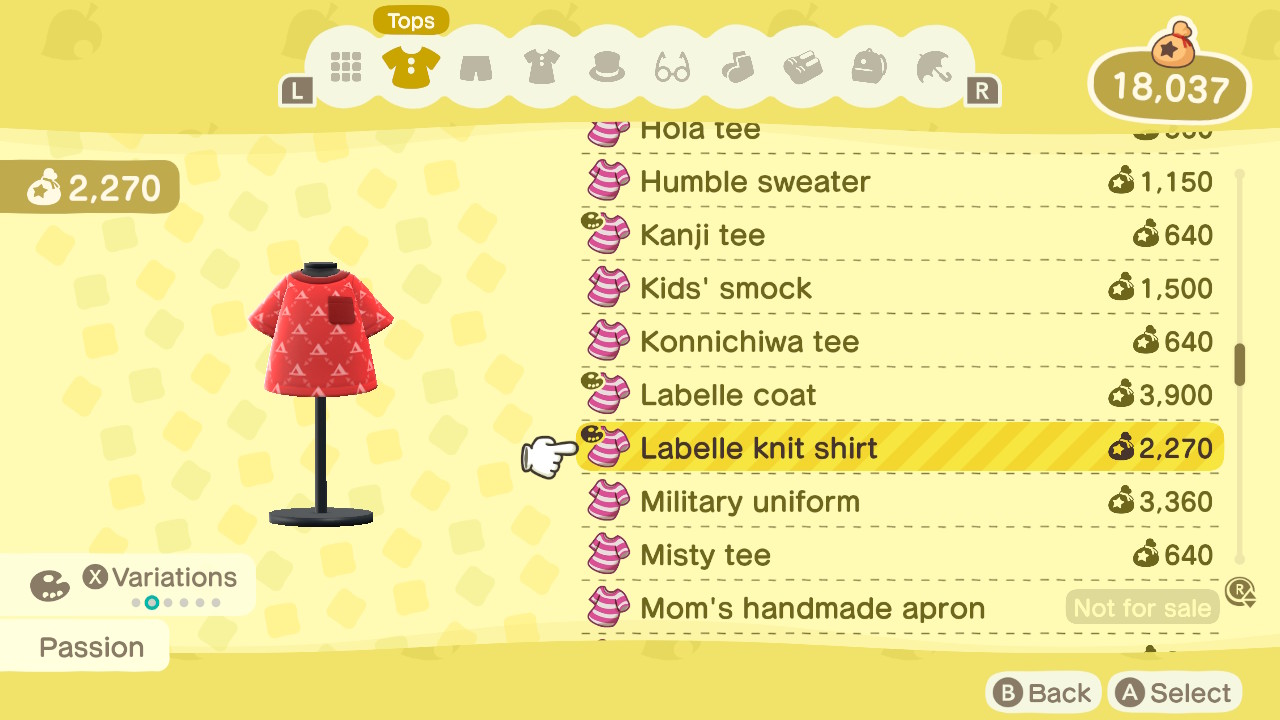 Tops
L
R
18,037
2,270
Hola tee
Humble sweater 1,150
Kanji tee 640
Kids' smock 1,500
Konnichiwa tee 640
Labelle coat 3,900
Labelle knit shirt 2,270
Military uniform 3,360
Misty tee 640
Mom's handmade apron Not for sale
R
X Variations
Passion
B Back A Select